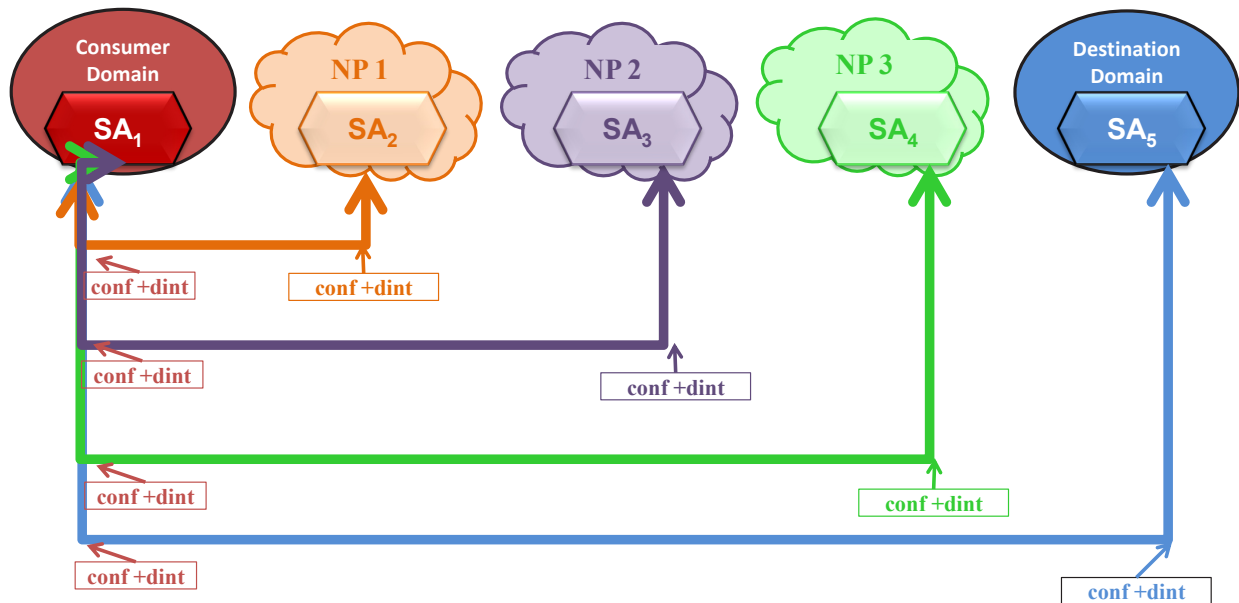 Consumer
Domain
SA₁
NP 1
SA₂
NP 2
SA₃
NP 3
SA₄
Destination
Domain
SA₅
conf +dint
conf +dint
conf +dint
conf +dint
conf +dint
conf +dint
conf +dint
conf +dint